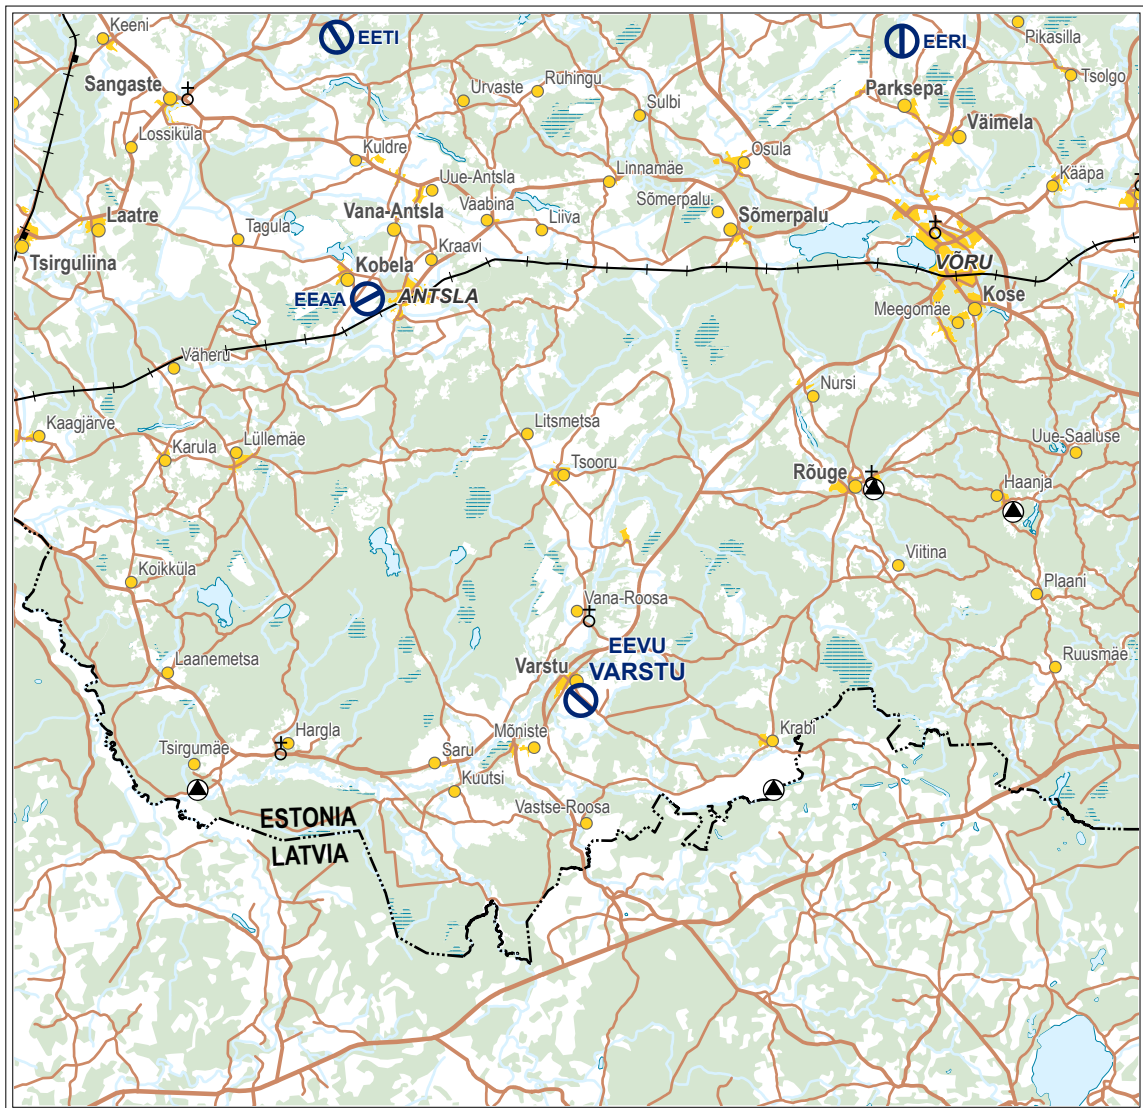 Keeni
EETI
EERI
Pikasilla
Sangaste
Urvaste
Ruhingu
Tsolgo
Parksepa
Sulbi
Väimela
Lossiküla
Kuldre
Osula
Linnamäe
Kääpa
Uue-Antsla
Laatre
Vana-Antsla
Vaabina
Liiva
Sõmerpalu
Sõmerpalu
Tagula
Kraavi
Tsirguliina
Kobela
VÕRU
EEAA
ANTSLA
Kose
Meegomäe
Väheru
Nursi
Kaagjärve
Litsmetsa
Karula
Lüllemäe
Uue-Saaluse
Tsooru
Rõuge
Haanja
Viitina
Koikküla
Plaani
Vana-Roosa
EEVU
VARSTU
Varstu
Laanemetsa
Ruusmäe
Hargla
Mõniste
Krabi
Tsirgumäe
Saru
Kuutsi
Vastse-Roosa
ESTONIA
LATVIA